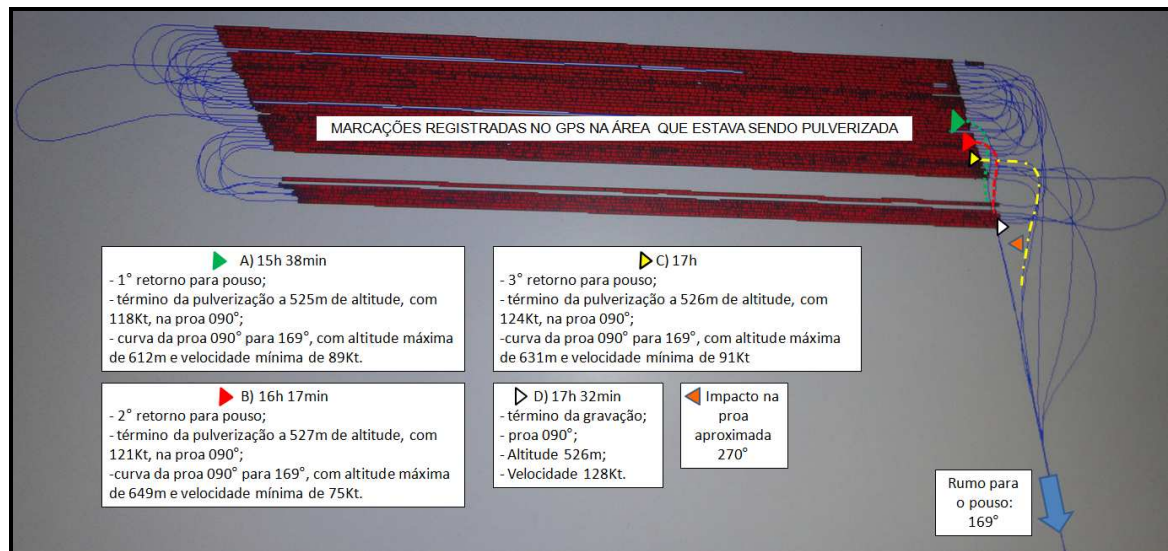 MARCAÇÕES REGISTRADAS NO GPS NA ÁREA QUE ESTAVA SENDO PULVERIZADA
A) 15h 38min
- 1° retorno para pouso;
- término da pulverização a 525m de altitude, com
118Kt, na proa 090°;
- curva da proa 090° para 169°, com altitude máxima
de 612m e velocidade mínima de 89Kt.
C) 17h
- 3° retorno para pouso;
- término da pulverização a 526m de altitude, com
124Kt, na proa 090°;
-curva da proa 090° para 169°, com altitude máxima
de 631m e velocidade mínima de 91Kt
B) 16h 17min
- 2° retorno para pouso;
- término da pulverização a 527m de altitude, com
121Kt, na proa 090°;
-curva da proa 090° para 169°, com altitude máxima
de 649m e velocidade mínima de 75Kt.
D) 17h 32min
- término da gravação;
- proa 090°;
- Altitude 526m;
- Velocidade 128Kt.
Impacto na
proa
aproximada
270°
Rumo para
o pouso:
169°